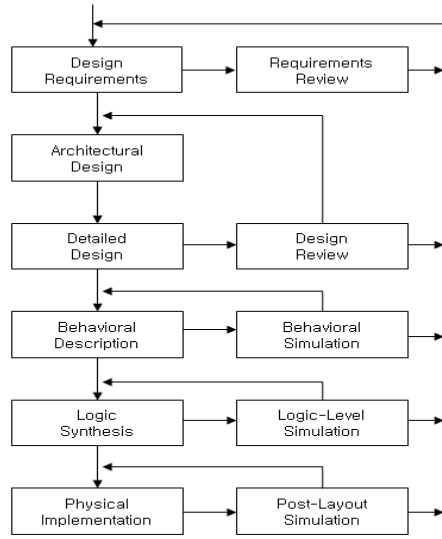 Design
Requirements
Requirements
Review
Architectural
Design
Detailed
Design
Design
Review
Behavioral
Description
Behavioral
Simulation
Logic
Synthesis
Logic-Level
Simulation
Physical
Implementation
Post-Layout
Simulation